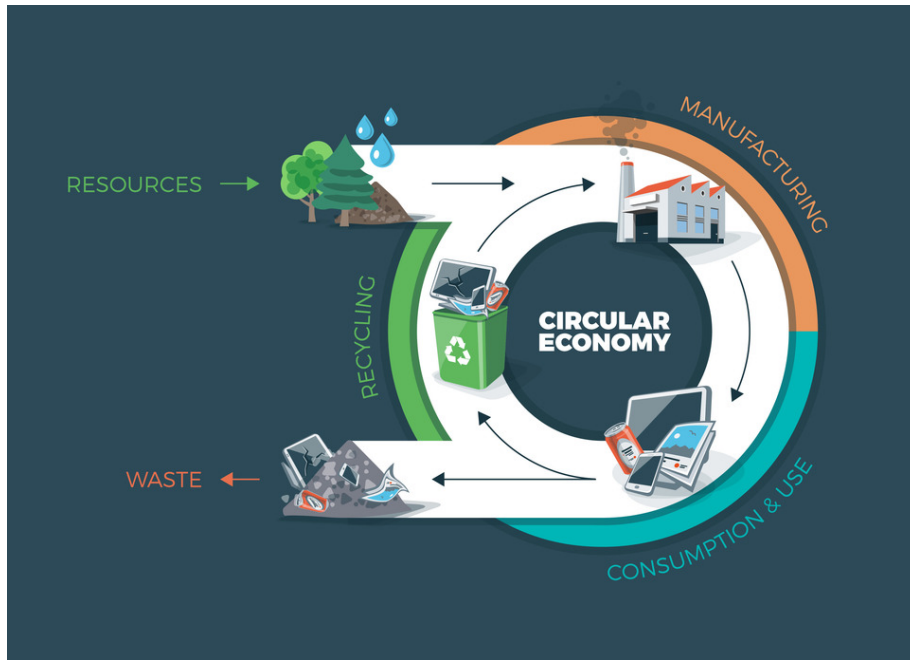 MANUFACTURING
RESOURCES
RECYCLING
CIRCULAR
ECONOMY
WASTE
CONSUMPTION & USE